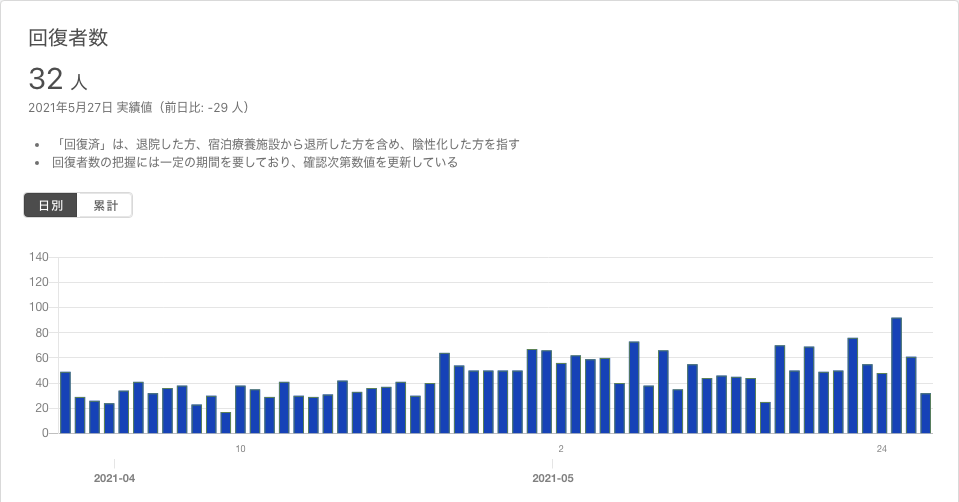 回復者数
32 人
2021年5月27日 実績値（前日比: -29 人）
• 「回復済」は、退院した方、宿泊療養施設から退所した方を含め、陰性化した方を指す
• 回復者数の把握には一定の期間を要しており、確認次第数値を更新している
日別 累計
140
120
100
80
60
40
20
0
10 2 24
2021-04 2021-05